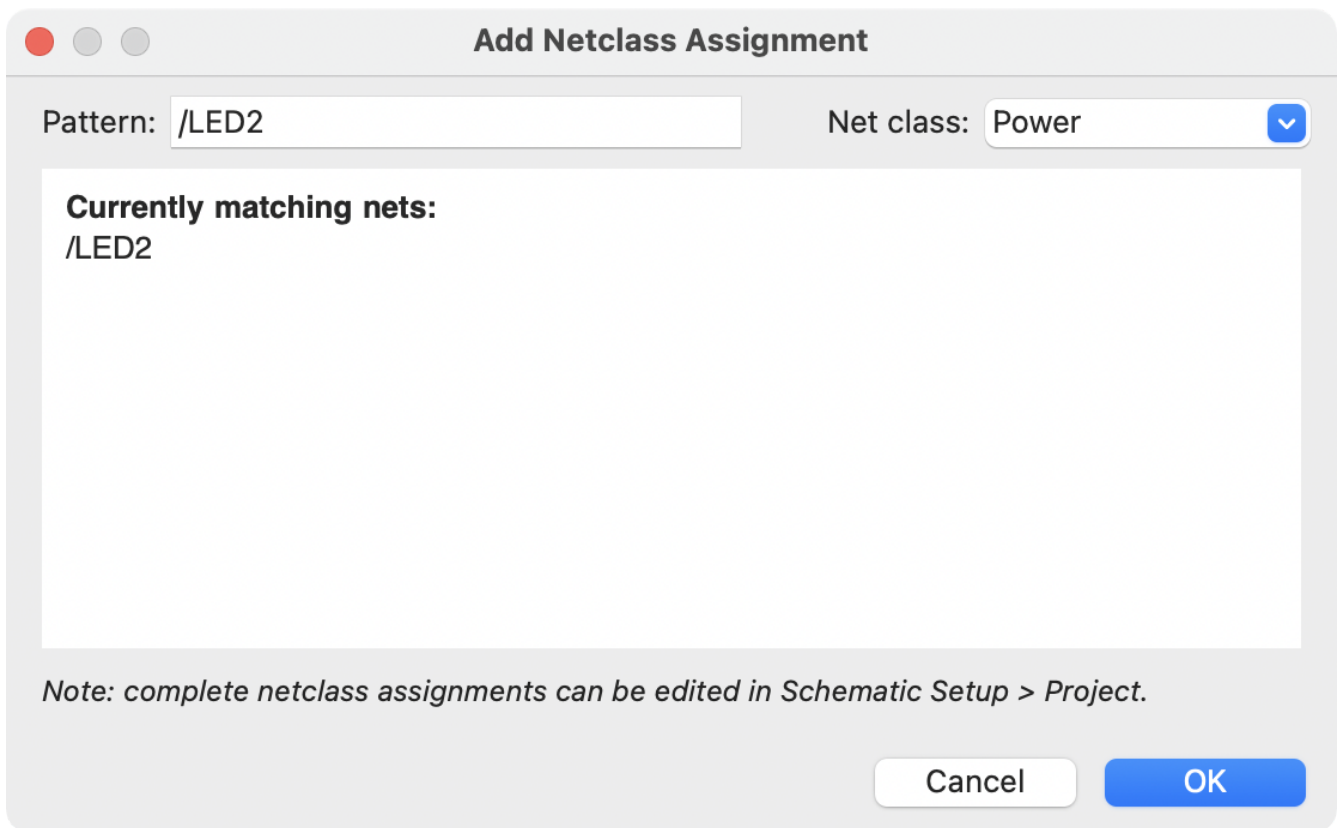 Add Netclass Assignment
Pattern: /LED2 Net class: Power
Currently matching nets:
/LED2
Note: complete netclass assignments can be edited in Schematic Setup > Project.
Cancel OK